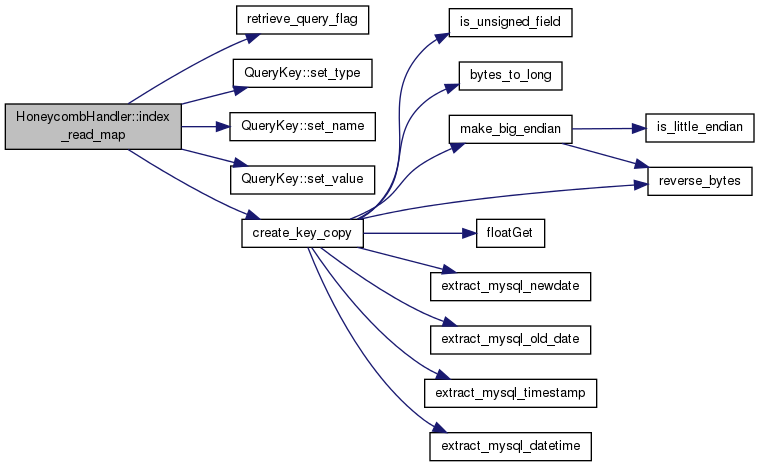 HoneycombHandler::index
_read_map
retrieve_query_flag
QueryKey::set_type
QueryKey::set_name
QueryKey::set_value
create_key_copy
is_unsigned_field
bytes_to_long
make_big_endian
floatGet
extract_mysql_newdate
extract_mysql_old_date
extract_mysql_timestamp
extract_mysql_datetime
is_little_endian
reverse_bytes